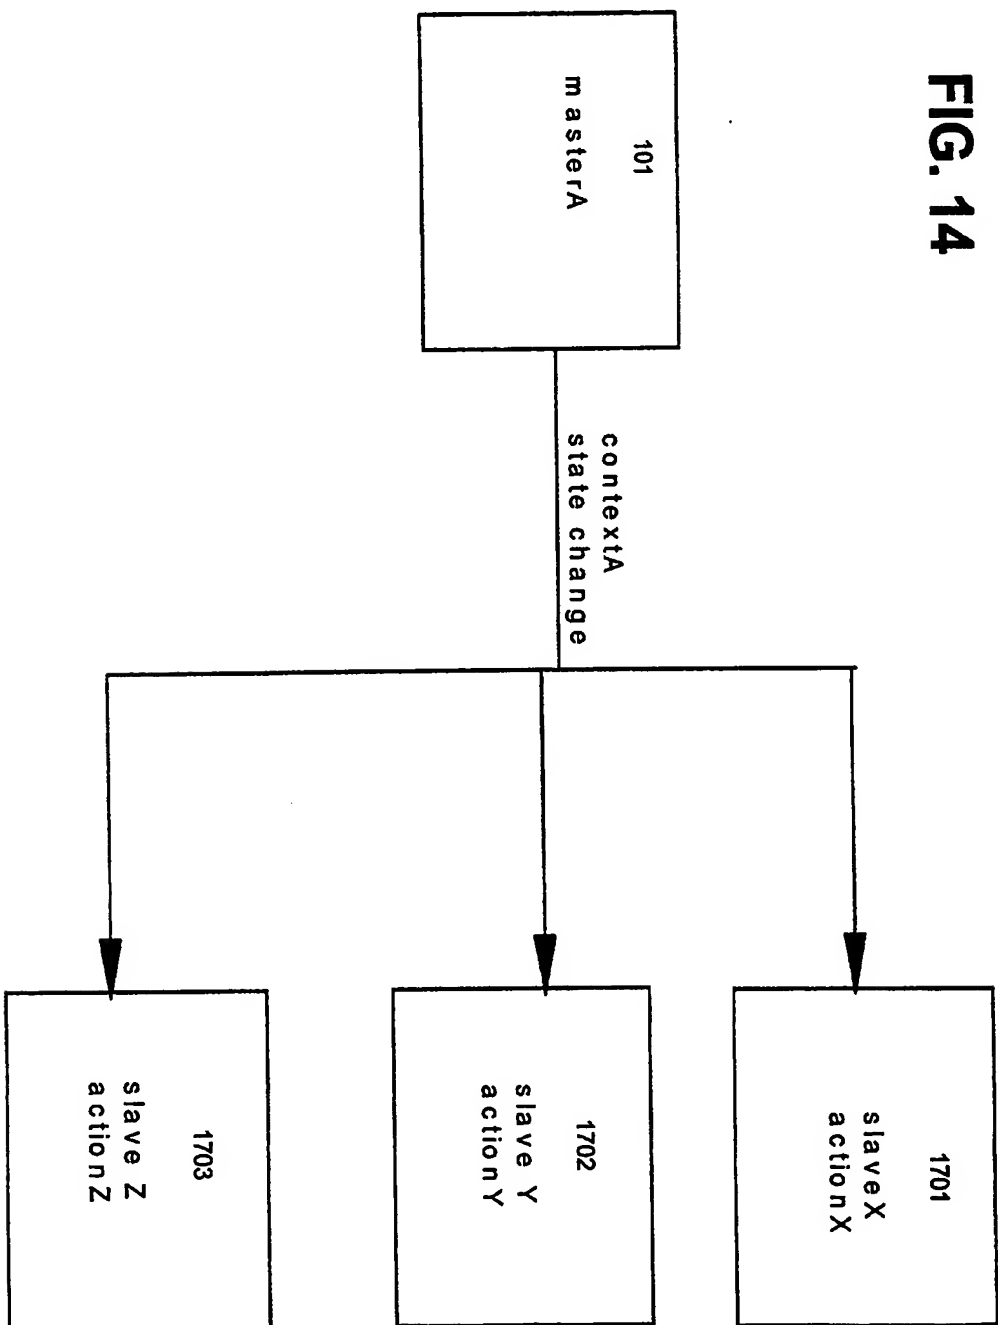 FIG. 14
101
masterA
contextA
state change
1701
slaveX
actionX
1702
slave Y
actionY
1703
slave Z
actionZ